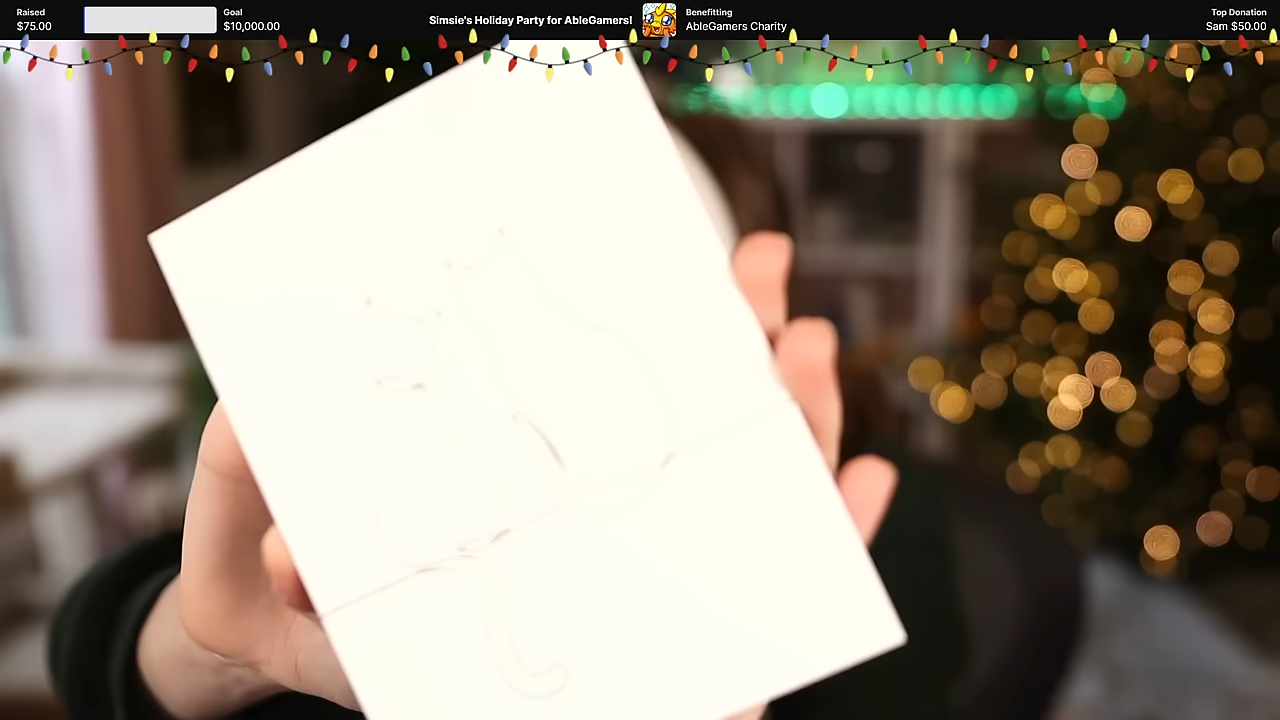 Raised
$75.00
Goal
$10,000.00
Simsie's Holiday Party for AbleGamers!
Benefitting
AbleGamers Charity
Top Donation
Sam $50.00